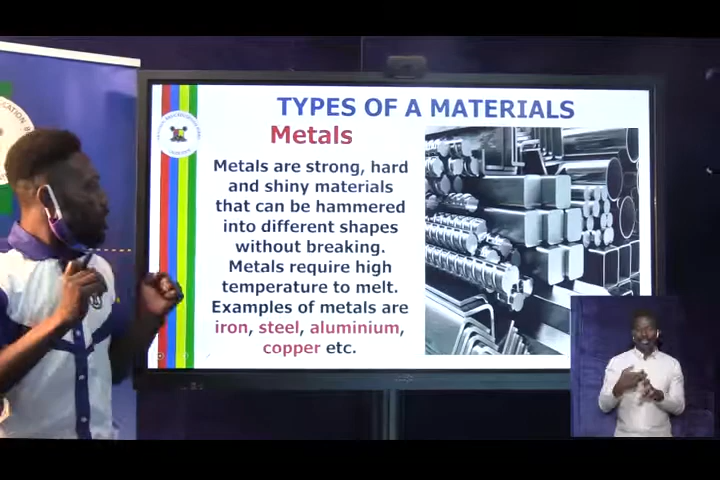 TYPES OF A MATERIALS
Metals
Metals are strong, hard
and shiny materials
that can be hammered
into different shapes
without breaking.
Metals require high
temperature to melt.
Examples of metals are
iron, steel, aluminium,
copper etc.